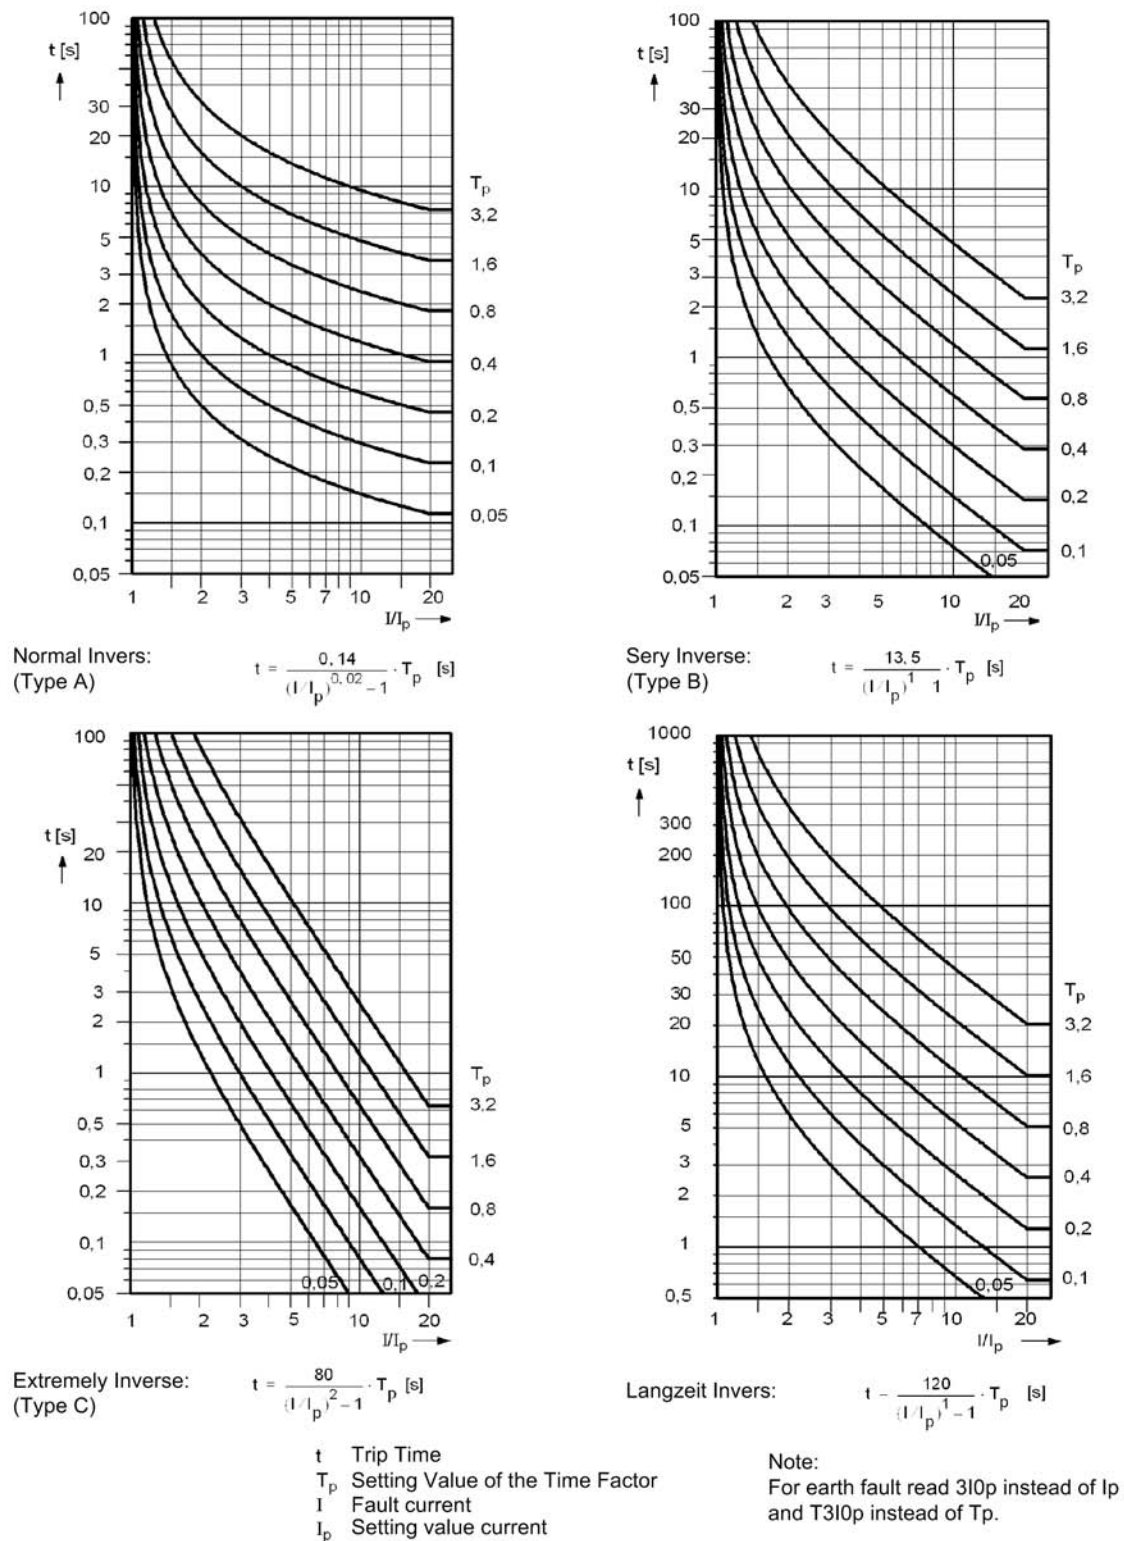 100
t [s]
30
20
10
5
3
2
1
0,5
0,3
0,2
0,1
0,05
1 2 3 5 7 10 20
I/Ip
Tp
3,2
1,6
0,8
0,4
0,2
0,1
0,05
Normal Invers:
(Type A)
t = 0,14 / ((I/Ip)^0,02 - 1) · Tp [s]
100
t [s]
30
20
10
5
3
2
1
0,5
0,3
0,2
0,1
0,05
1 2 3 5 10 20
I/Ip
Tp
3,2
1,6
0,8
0,4
0,2
0,1
0,05
Sery Inverse:
(Type B)
t = 13,5 / ((I/Ip)^1 1) · Tp [s]
100
t [s]
20
10
5
3
2
1
0,5
0,3
0,2
0,1
0,05
1 2 3 5 10 20
I/Ip
Tp
3,2
1,6
0,8
0,4
0,05 0,1 0,2
Extremely Inverse:
(Type C)
t = 80 / ((I/Ip)^2 - 1) · Tp [s]
1000
t [s]
300
200
100
50
30
20
10
5
3
2
1
0,5
1 2 3 5 7 10 20
I/Ip
Tp
3,2
1,6
0,8
0,4
0,2
0,1
0,05
Langzeit Invers:
t - 120 / ((I/Ip)^1 - 1) · Tp [s]
t Trip Time
Tp Setting Value of the Time Factor
I Fault current
Ip Setting value current
Note:
For earth fault read 3I0p instead of Ip
and T3I0p instead of Tp.